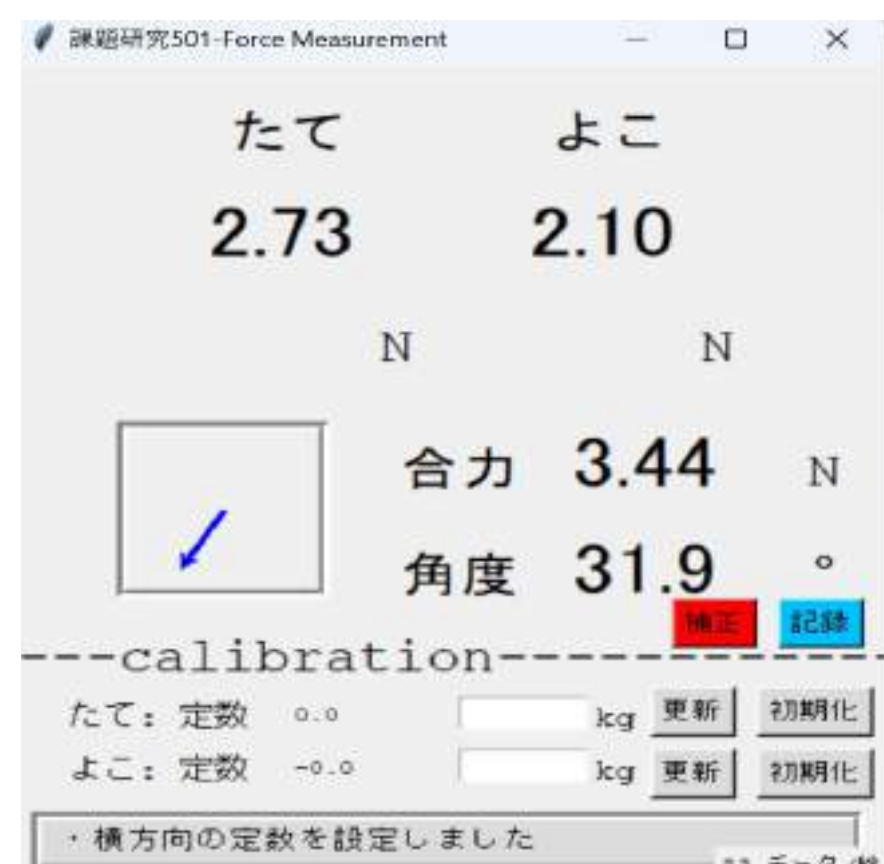 課題研究501-Force Measurement
たて よこ
2.73 2.10
N N
合力 3.44 N
角度 31.9 °
補正 記録
---calibration---------
たて: 定数 0.0 kg 更新 初期化
よこ: 定数 -0.0 kg 更新 初期化
・横方向の定数を設定しました